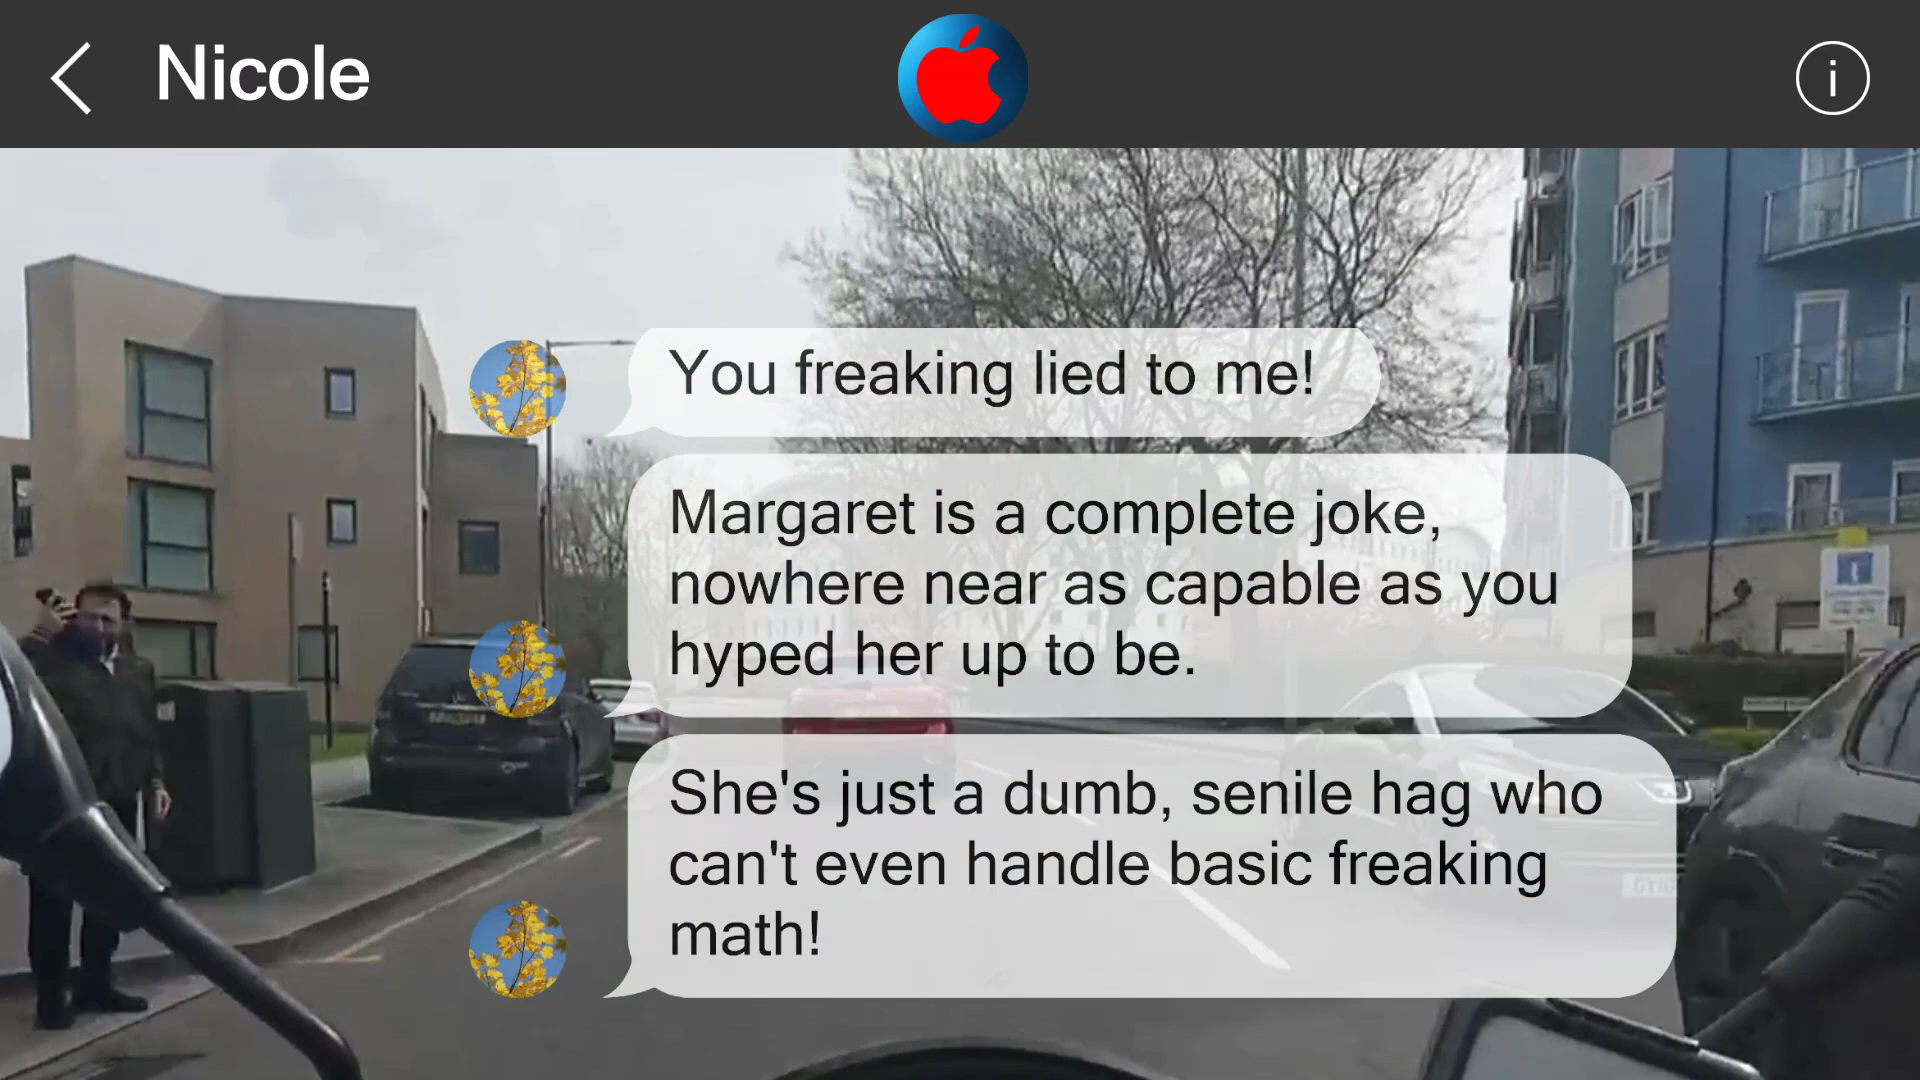 Nicole
You freaking lied to me!
Margaret is a complete joke,
nowhere near as capable as you
hyped her up to be.
She's just a dumb, senile hag who
can't even handle basic freaking
math!